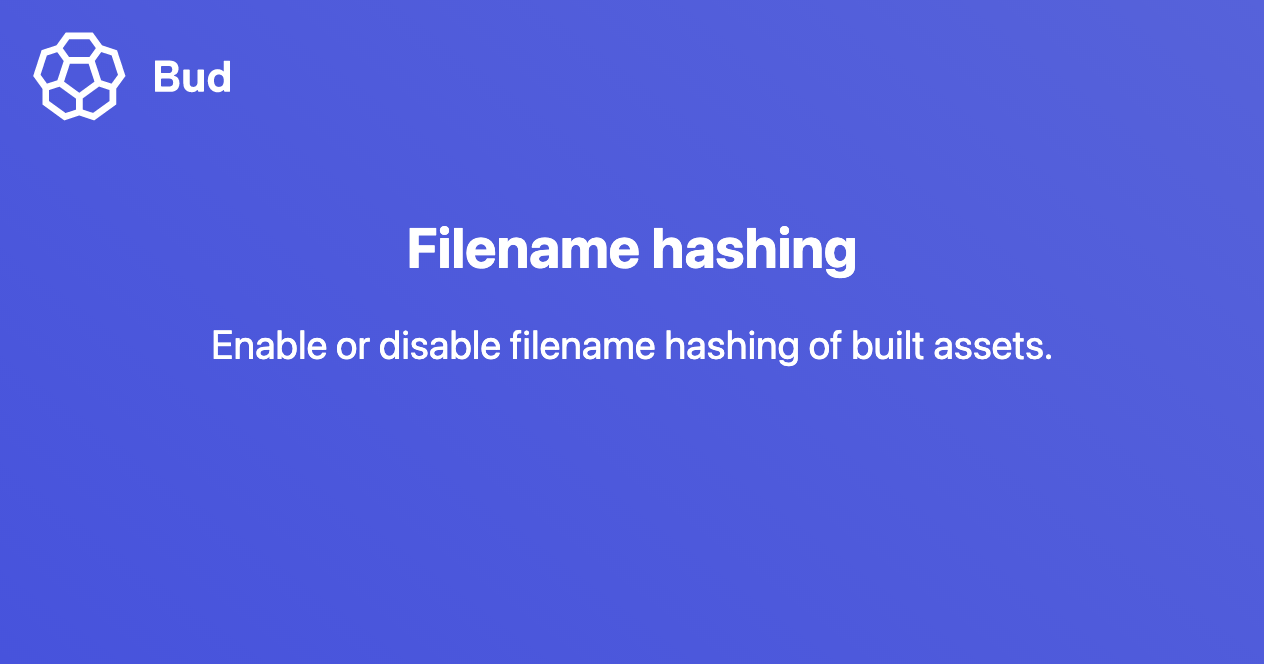 Bud
Filename hashing
Enable or disable filename hashing of built assets.